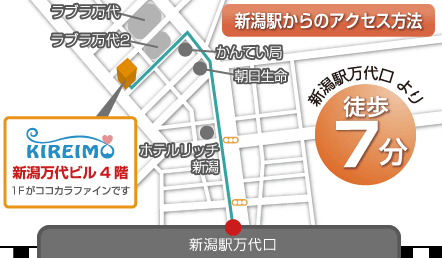 ラブラ万代
ラブラ万代2
新潟駅からのアクセス方法
かんてい局
朝日生命
新潟駅万代口 より
徒歩
7分
KIREIMO
新潟万代ビル4階
1Fがココカラファインです
ホテルリッチ
新潟
新潟駅万代口